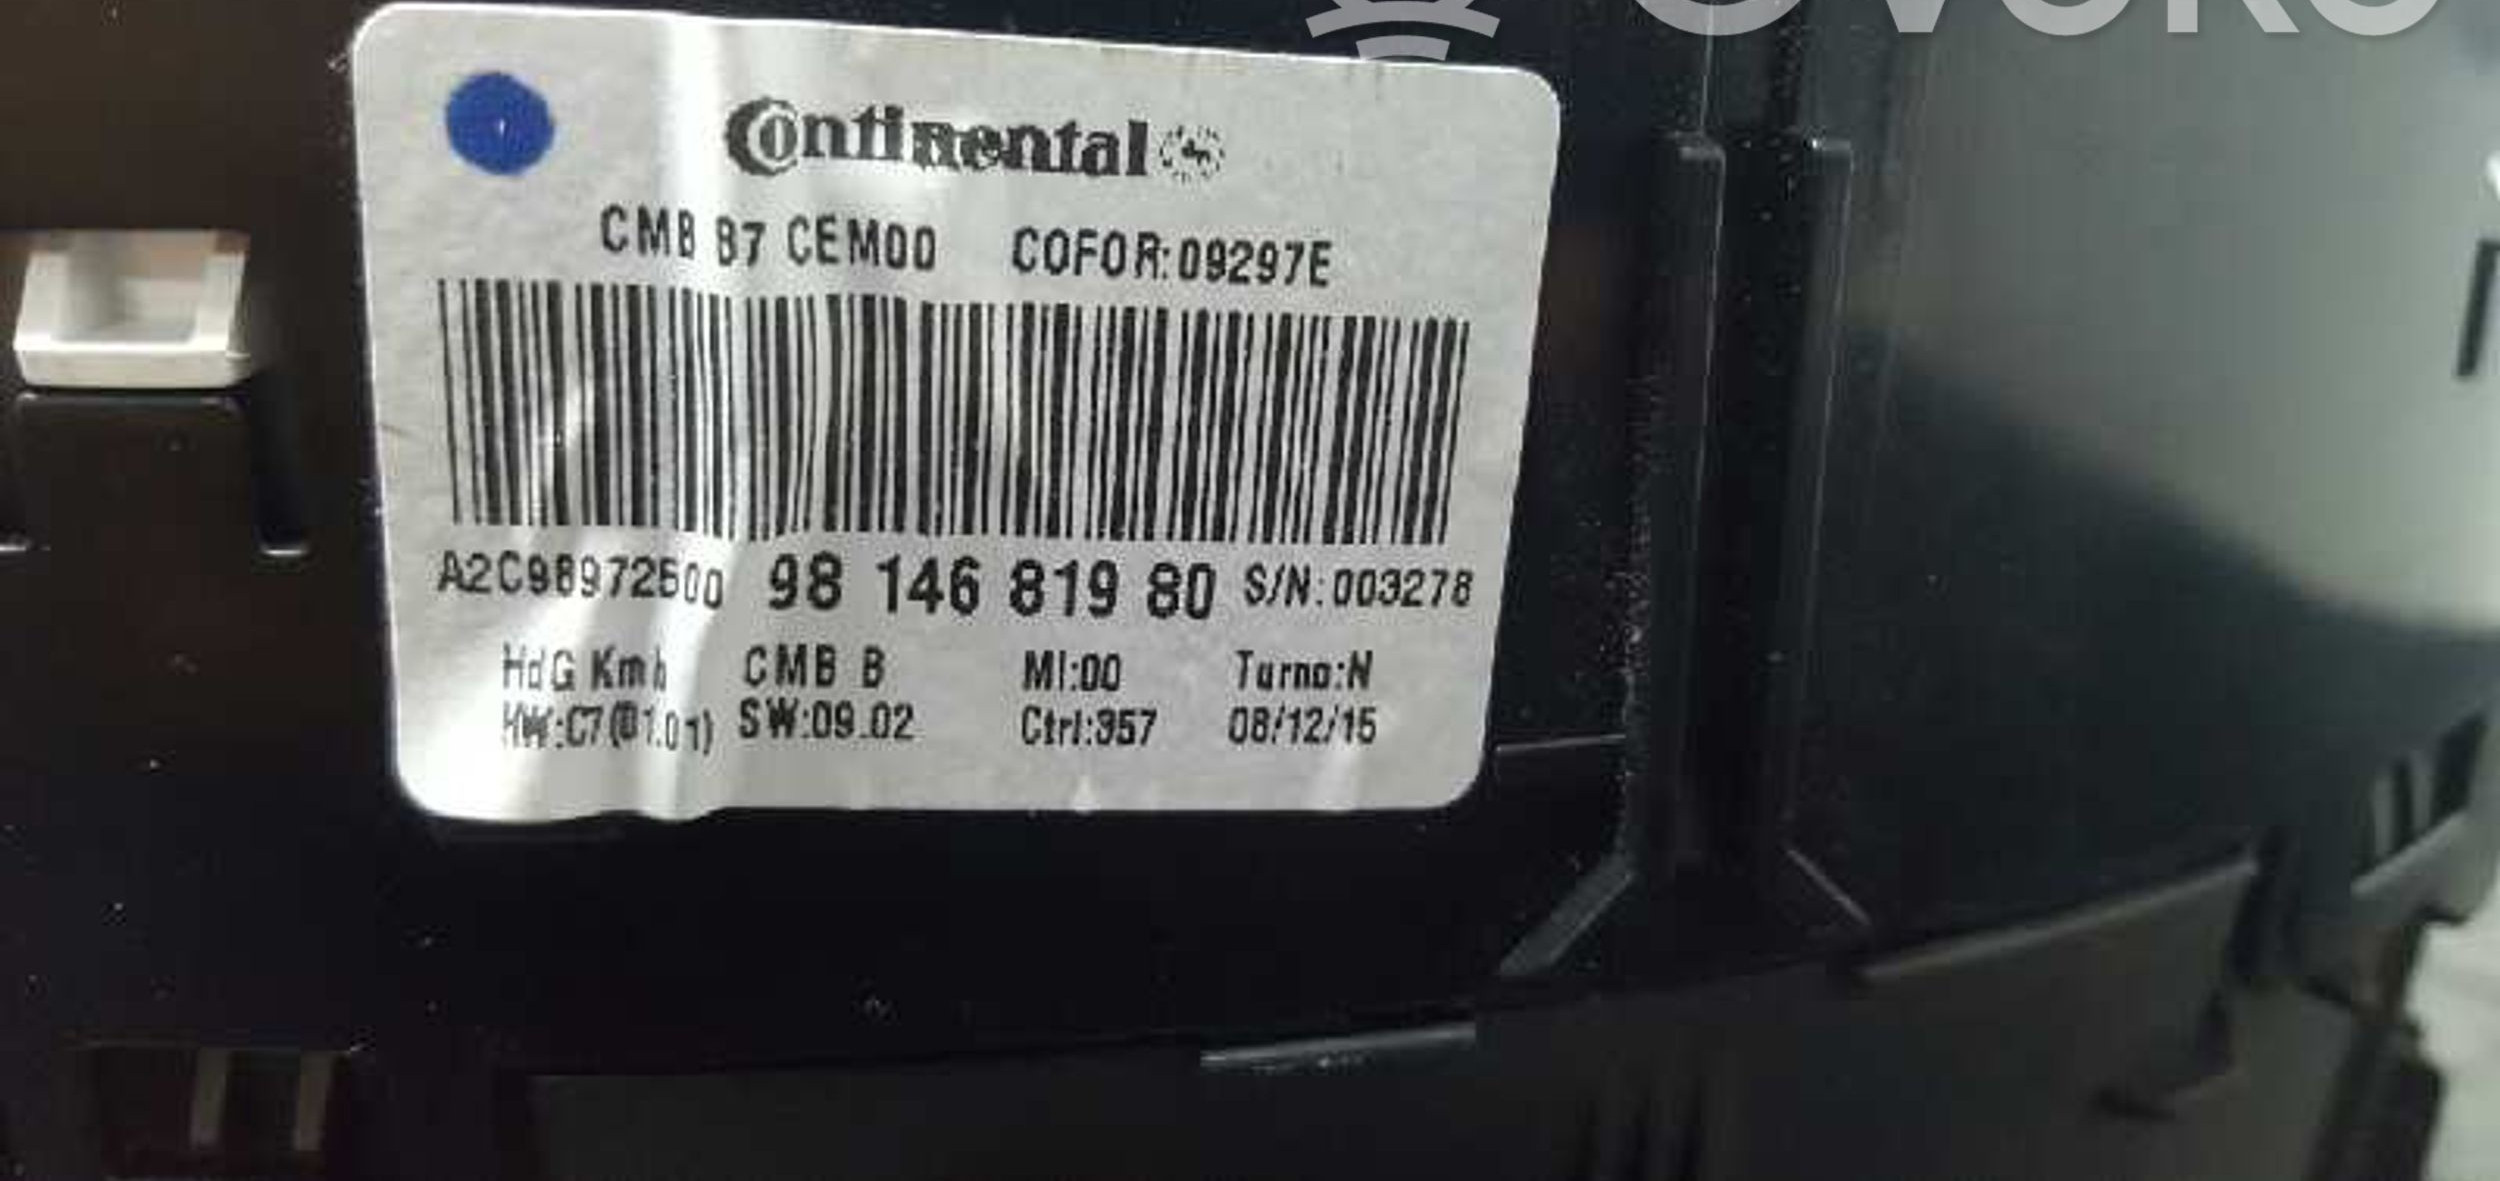 Continental
CMB B7 CEM00 COFOR:09297E
A2C98972500 98 146 819 80 S/N:003278
HdG Kmh CMB B MI:00 Turno:N
HW:C7(01.01) SW:09.02 Ctrl:357 08/12/15